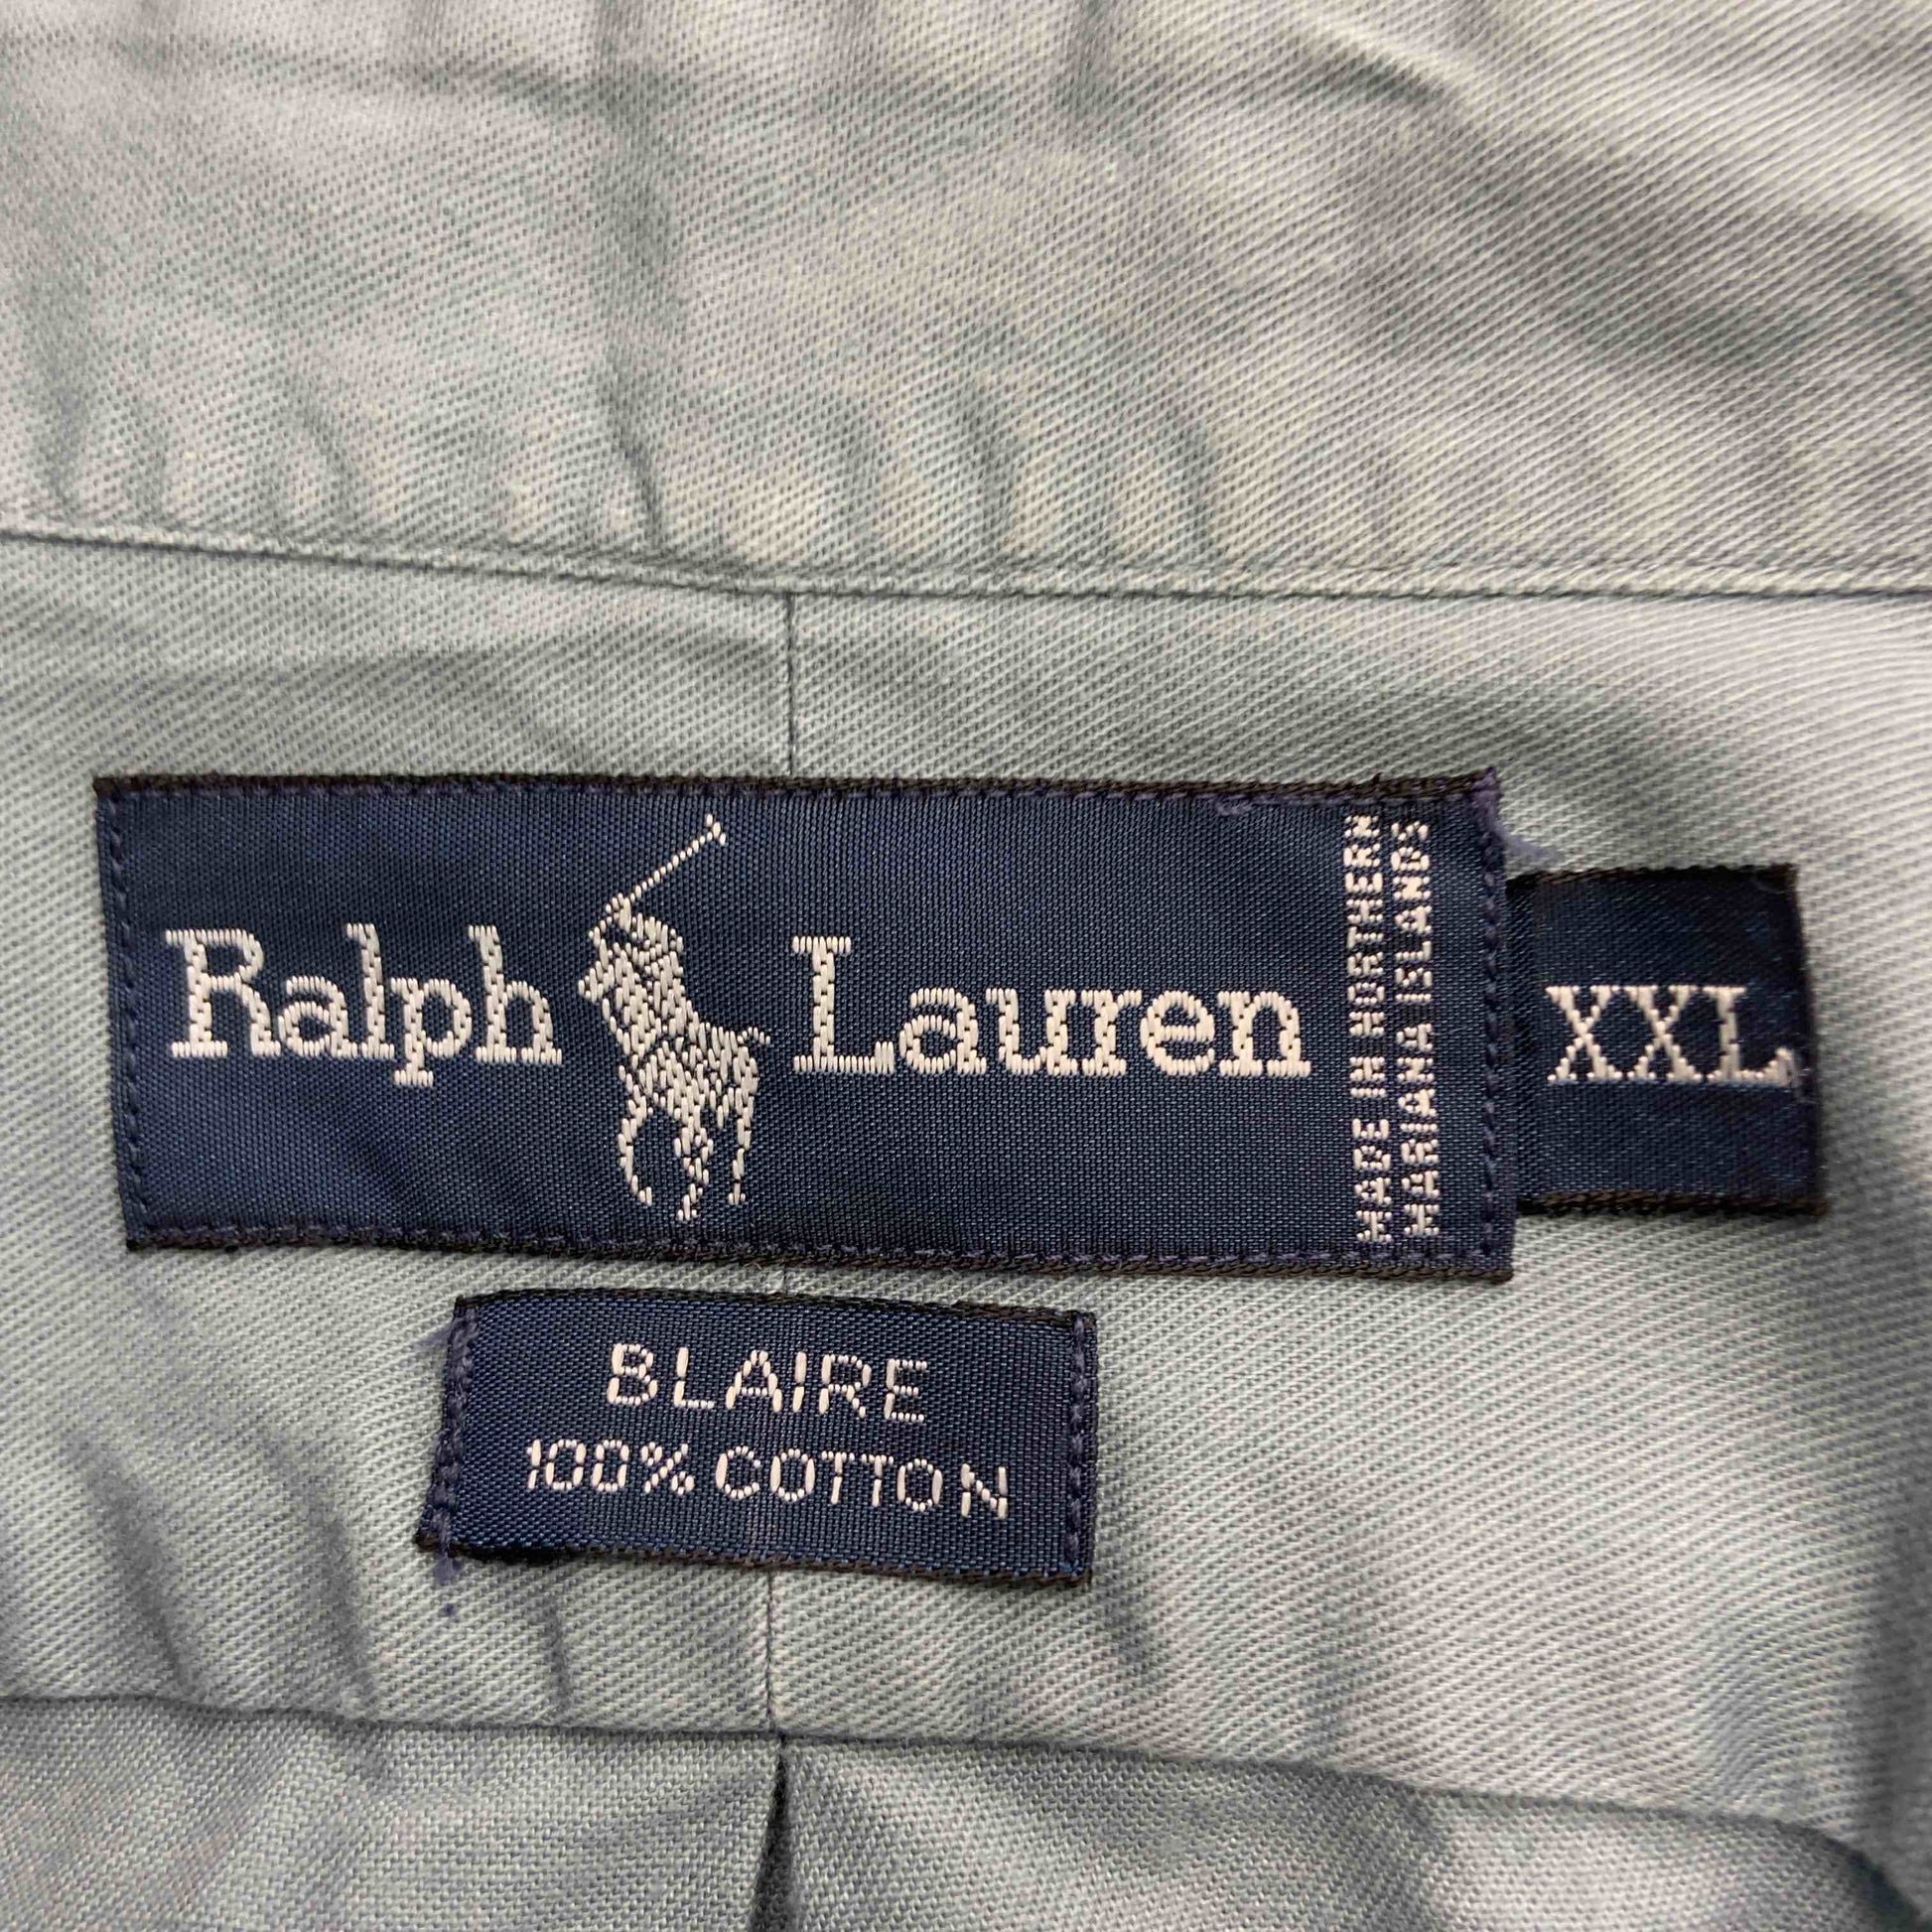 Ralph Lauren
MADE IN NORTHERN
MARIANA ISLANDS
XXL
BLAIRE
100% COTTON